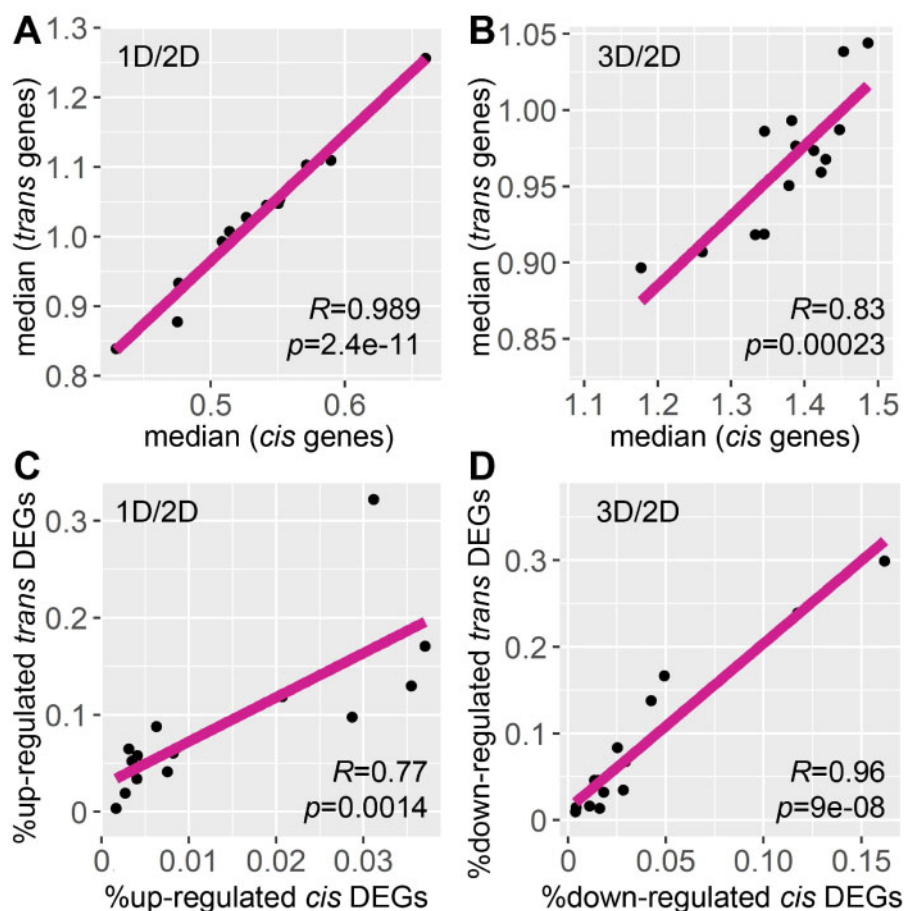 A
1D/2D
1.3
1.2
1.1
1.0
0.9
0.8
median (trans genes)
R=0.989
p=2.4e-11
0.5
0.6
median (cis genes)
B
3D/2D
1.05
1.00
0.95
0.90
0.85
median (trans genes)
R=0.83
p=0.00023
1.1
1.2
1.3
1.4
1.5
median (cis genes)
C
1D/2D
0.3
0.2
0.1
0
%up-regulated trans DEGs
R=0.77
p=0.0014
0
0.01
0.02
0.03
%up-regulated cis DEGs
D
3D/2D
0.3
0.2
0.1
0
%down-regulated trans DEGs
R=0.96
p=9e-08
0
0.05
0.10
0.15
%down-regulated cis DEGs